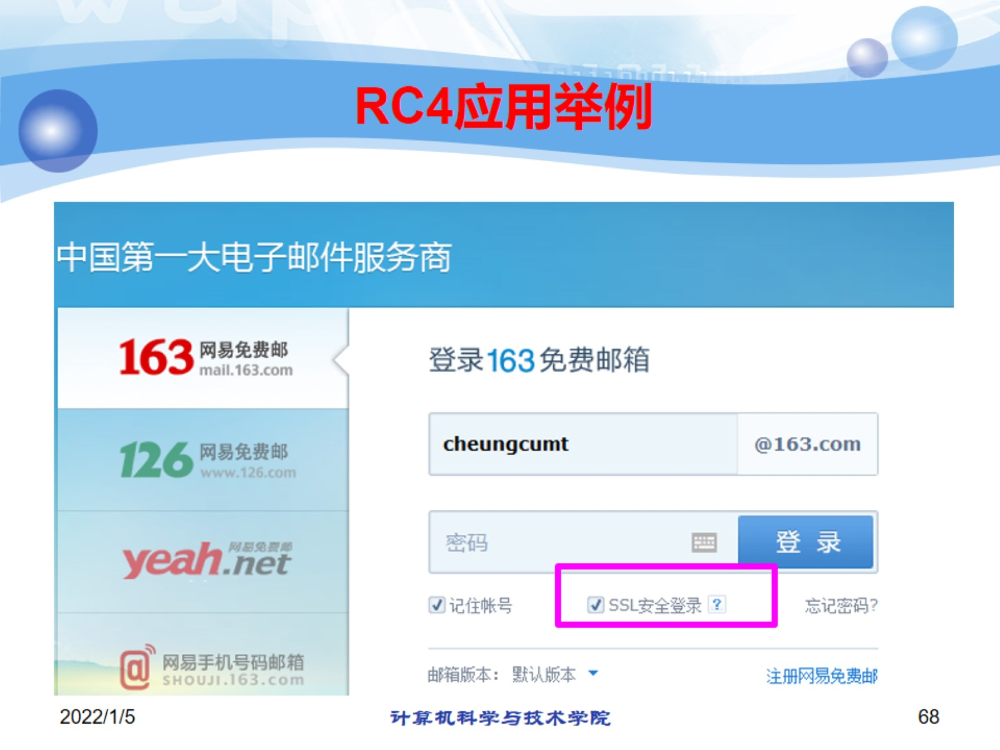 RC4应用举例
中国第一大电子邮件服务商
163 网易免费邮
mail.163.com
126 网易免费邮
www.126.com
yeah.net 网易免费邮
网易手机号码邮箱
SHOUJI.163.com
登录163免费邮箱
cheungcumt @163.com
密码 登 录
记住帐号 SSL安全登录 ? 忘记密码?
邮箱版本: 默认版本 注册网易免费邮
2022/1/5 计算机科学与技术学院 68